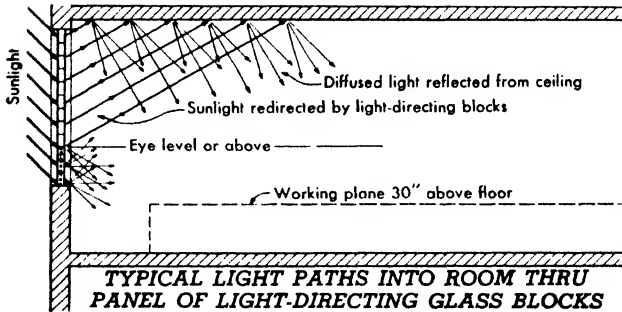 Sunlight
Diffused light reflected from ceiling
Sunlight redirected by light-directing blocks
Eye level or above
Working plane 30" above floor
TYPICAL LIGHT PATHS INTO ROOM THRU
PANEL OF LIGHT-DIRECTING GLASS BLOCKS